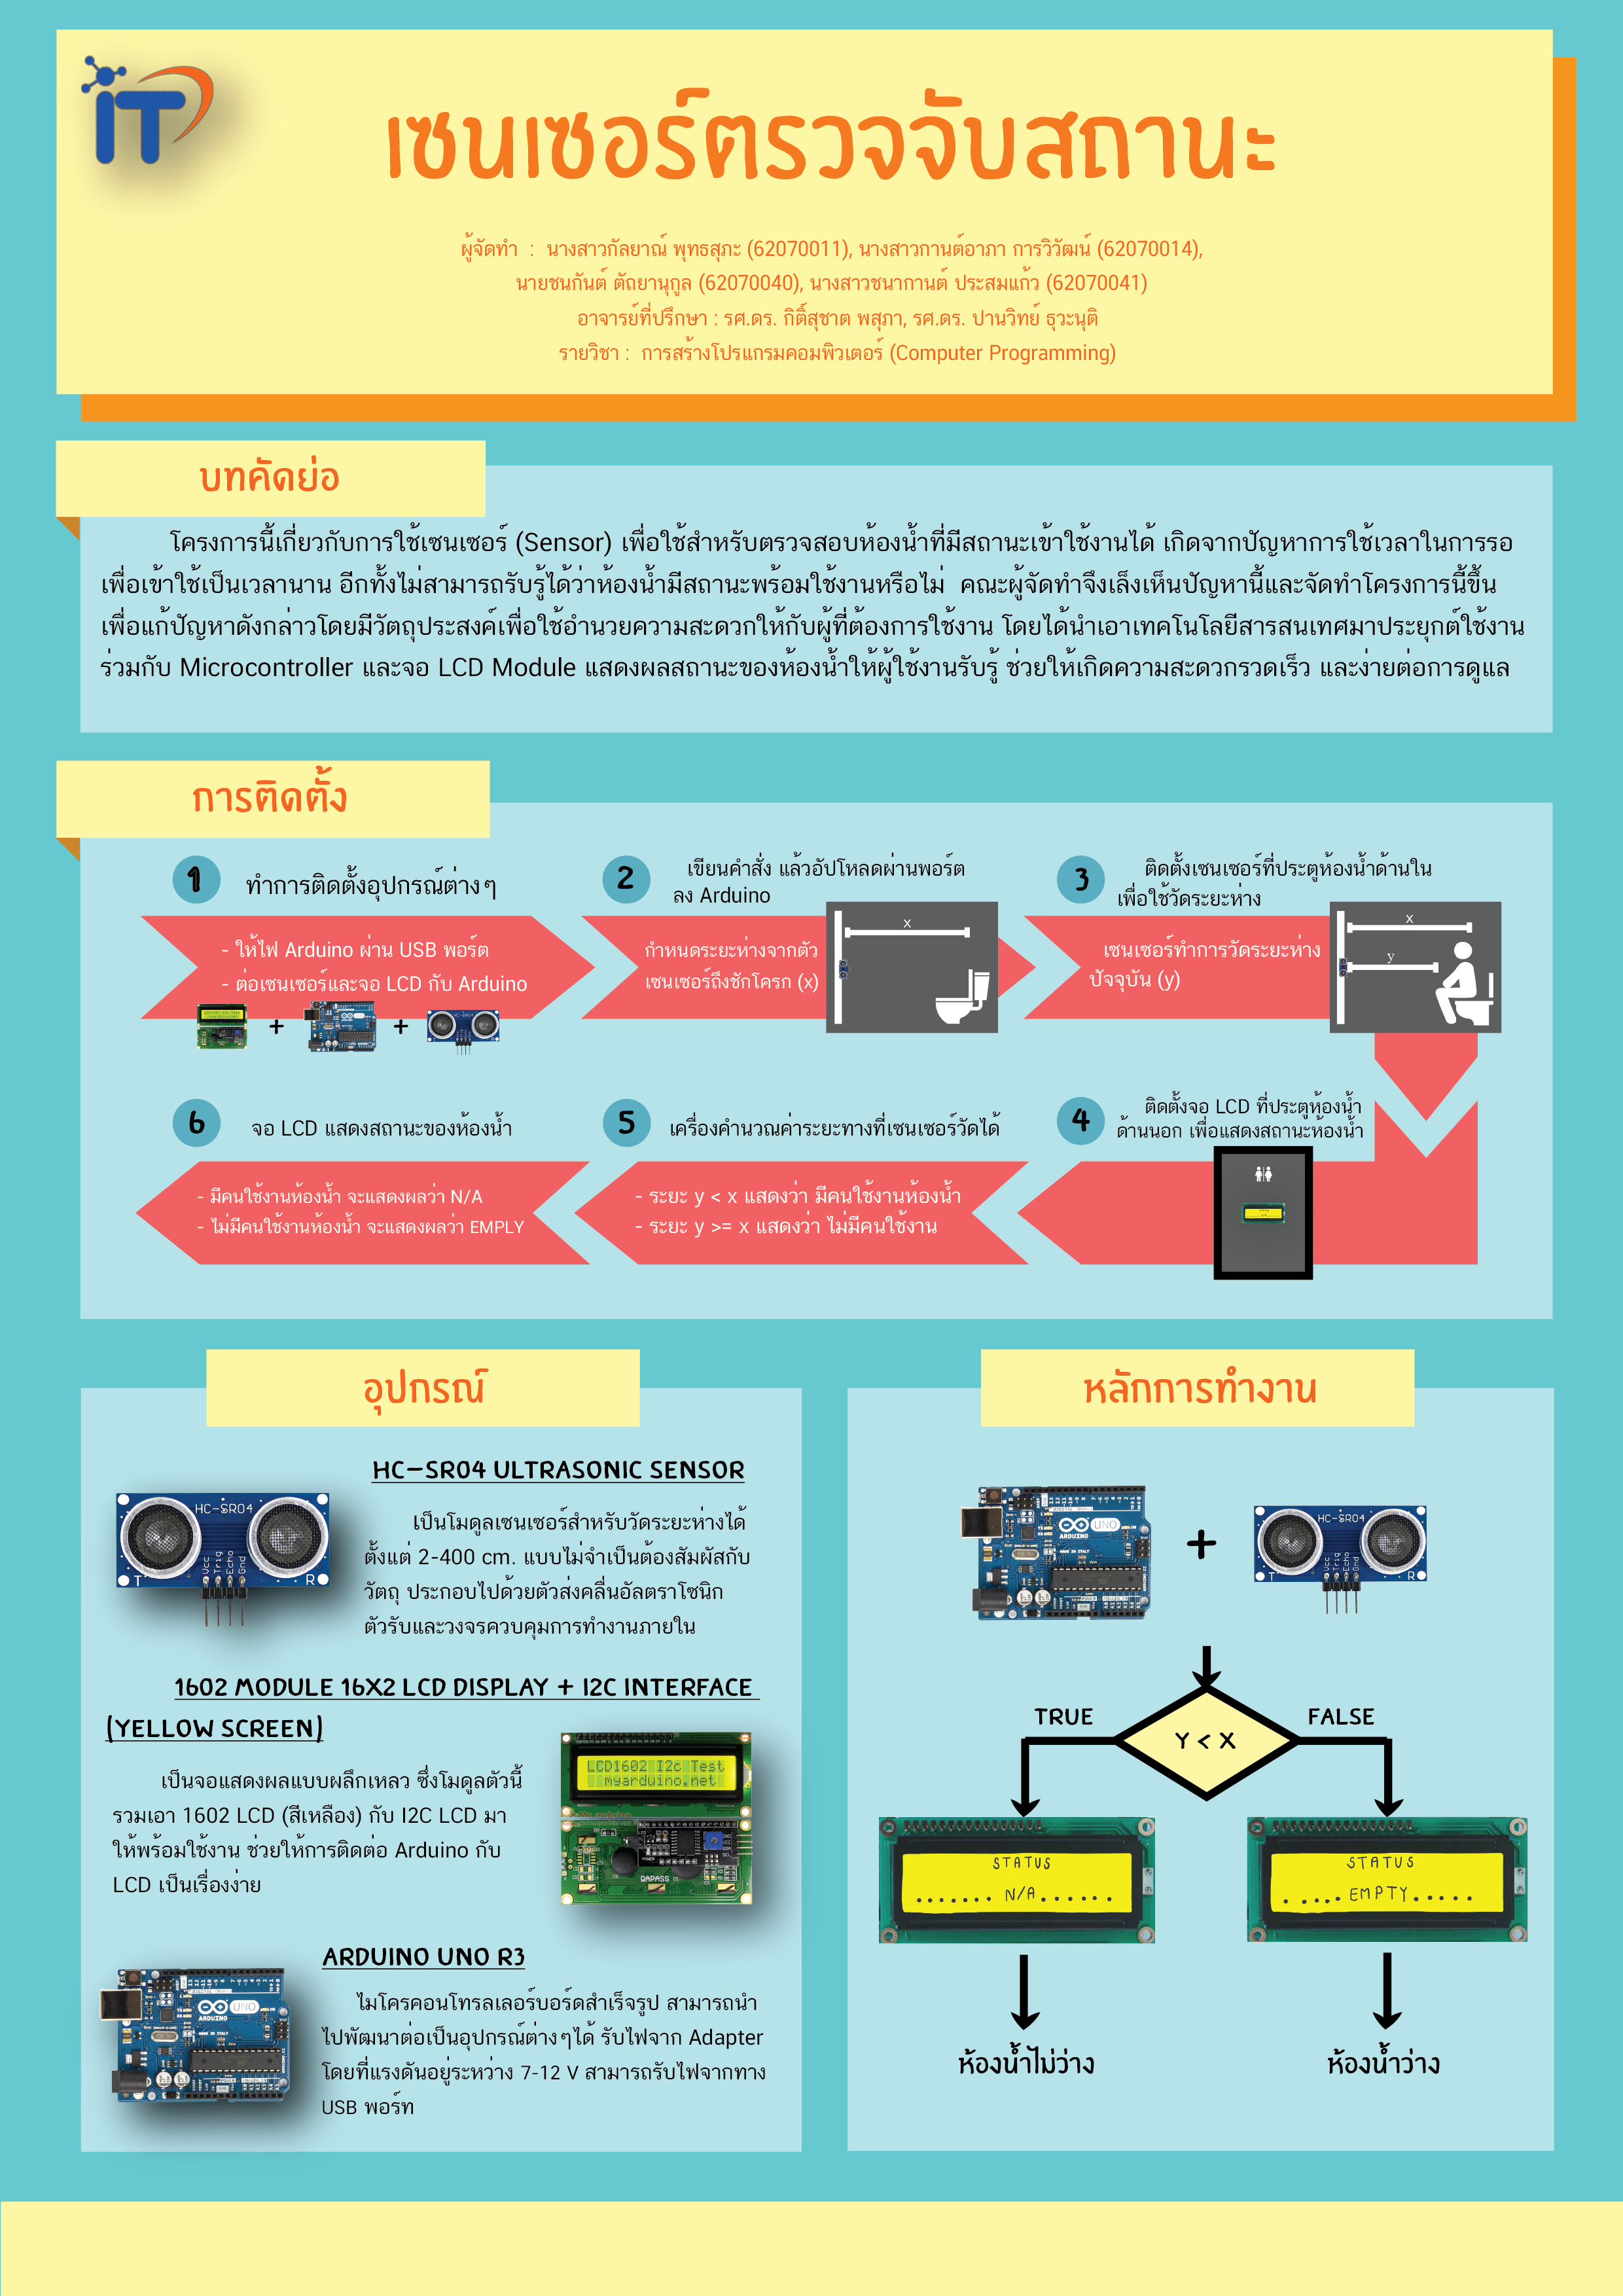 iT
เซนเซอร์ตรวจจับสถานะ
ผู้จัดทำ : นางสาวกัลยาณ์ พุทธสุภะ (62070011), นางสาวกานต์อาภา การวิวัฒน์ (62070014),
นายชนกันต์ ตัถยานุกูล (62070040), นางสาวชนากานต์ ประสมแก้ว (62070041)
อาจารย์ที่ปรึกษา : รศ.ดร. กิติ์สุชาต พสุภา, รศ.ดร. ปานวิทย์ ธุวะนุติ
รายวิชา : การสร้างโปรแกรมคอมพิวเตอร์ (Computer Programming)
บทคัดย่อ
โครงการนี้เกี่ยวกับการใช้เซนเซอร์ (Sensor) เพื่อใช้สำหรับตรวจสอบห้องน้ำที่มีสถานะเข้าใช้งานได้ เกิดจากปัญหาการใช้เวลาในการรอ
เพื่อเข้าใช้เป็นเวลานาน อีกทั้งไม่สามารถรับรู้ได้ว่าห้องน้ำมีสถานะพร้อมใช้งานหรือไม่ คณะผู้จัดทำจึงเล็งเห็นปัญหานี้และจัดทำโครงการนี้ขึ้น
เพื่อแก้ปัญหาดังกล่าวโดยมีวัตถุประสงค์เพื่อใช้อำนวยความสะดวกให้กับผู้ที่ต้องการใช้งาน โดยได้นำเอาเทคโนโลยีสารสนเทศมาประยุกต์ใช้งาน
ร่วมกับ Microcontroller และจอ LCD Module แสดงผลสถานะของห้องน้ำให้ผู้ใช้งานรับรู้ ช่วยให้เกิดความสะดวกรวดเร็ว และง่ายต่อการดูแล
การติดตั้ง
1
ทำการติดตั้งอุปกรณ์ต่างๆ
- ให้ไฟ Arduino ผ่าน USB พอร์ต
- ต่อเซนเซอร์และจอ LCD กับ Arduino
+ +
2
เขียนคำสั่ง แล้วอัปโหลดผ่านพอร์ต
ลง Arduino
กำหนดระยะห่างจากตัว
เซนเซอร์ถึงชักโครก (x)
x
3
ติดตั้งเซนเซอร์ที่ประตูห้องน้ำด้านใน
เพื่อใช้วัดระยะห่าง
เซนเซอร์ทำการวัดระยะห่าง
ปัจจุบัน (y)
x
y
4
ติดตั้งจอ LCD ที่ประตูห้องน้ำ
ด้านนอก เพื่อแสดงสถานะห้องน้ำ
5
เครื่องคำนวณค่าระยะทางที่เซนเซอร์วัดได้
- ระยะ y < x แสดงว่า มีคนใช้งานห้องน้ำ
- ระยะ y >= x แสดงว่า ไม่มีคนใช้งาน
6
จอ LCD แสดงสถานะของห้องน้ำ
- มีคนใช้งานห้องน้ำ จะแสดงผลว่า N/A
- ไม่มีคนใช้งานห้องน้ำ จะแสดงผลว่า EMPLY
อุปกรณ์
HC-SR04 ULTRASONIC SENSOR
HC-SR04
Vcc Trig Echo Gnd
T R
เป็นโมดูลเซนเซอร์สำหรับวัดระยะห่างได้
ตั้งแต่ 2-400 cm. แบบไม่จำเป็นต้องสัมผัสกับ
วัตถุ ประกอบไปด้วยตัวส่งคลื่นอัลตราโซนิก
ตัวรับและวงจรควบคุมการทำงานภายใน
1602 MODULE 16X2 LCD DISPLAY + I2C INTERFACE
(YELLOW SCREEN)
เป็นจอแสดงผลแบบผลึกเหลว ซึ่งโมดูลตัวนี้
รวมเอา 1602 LCD (สีเหลือง) กับ I2C LCD มา
ให้พร้อมใช้งาน ช่วยให้การติดต่อ Arduino กับ
LCD เป็นเรื่องง่าย
LCD1602 I2c Test
myarduino.net
QAPASS
ARDUINO UNO R3
ไมโครคอนโทรลเลอร์บอร์ดสำเร็จรูป สามารถนำ
ไปพัฒนาต่อเป็นอุปกรณ์ต่างๆได้ รับไฟจาก Adapter
โดยที่แรงดันอยู่ระหว่าง 7-12 V สามารถรับไฟจากทาง
USB พอร์ท
UNO
ARDUINO
หลักการทำงาน
UNO
ARDUINO
+
HC-SR04
Vcc Trig Echo Gnd
T R
TRUE
Y < X
FALSE
STATUS
....... N/A......
STATUS
. .... EMPTY.....
ห้องน้ำไม่ว่าง
ห้องน้ำว่าง